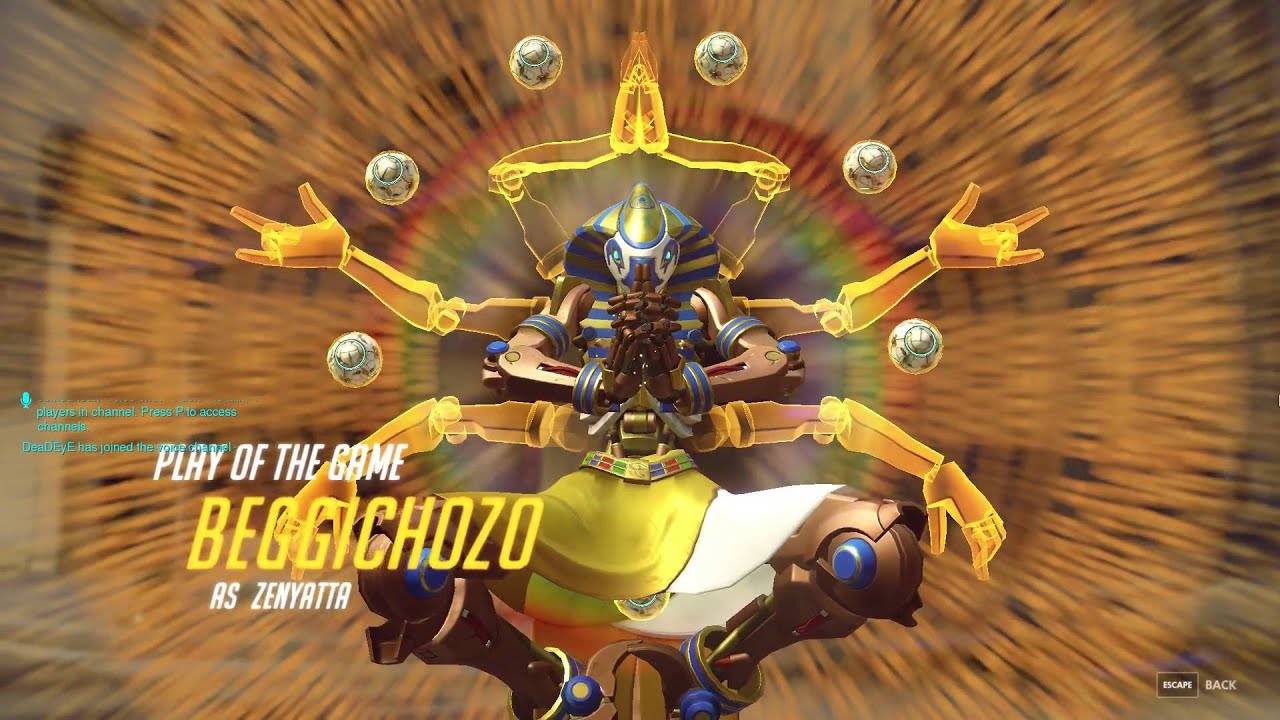 players in channel. Press P to access
channels.
DeaDEyE has joined the voice channel
PLAY OF THE GAME
BEGGICHOZO
AS ZENYATTA
ESCAPE BACK